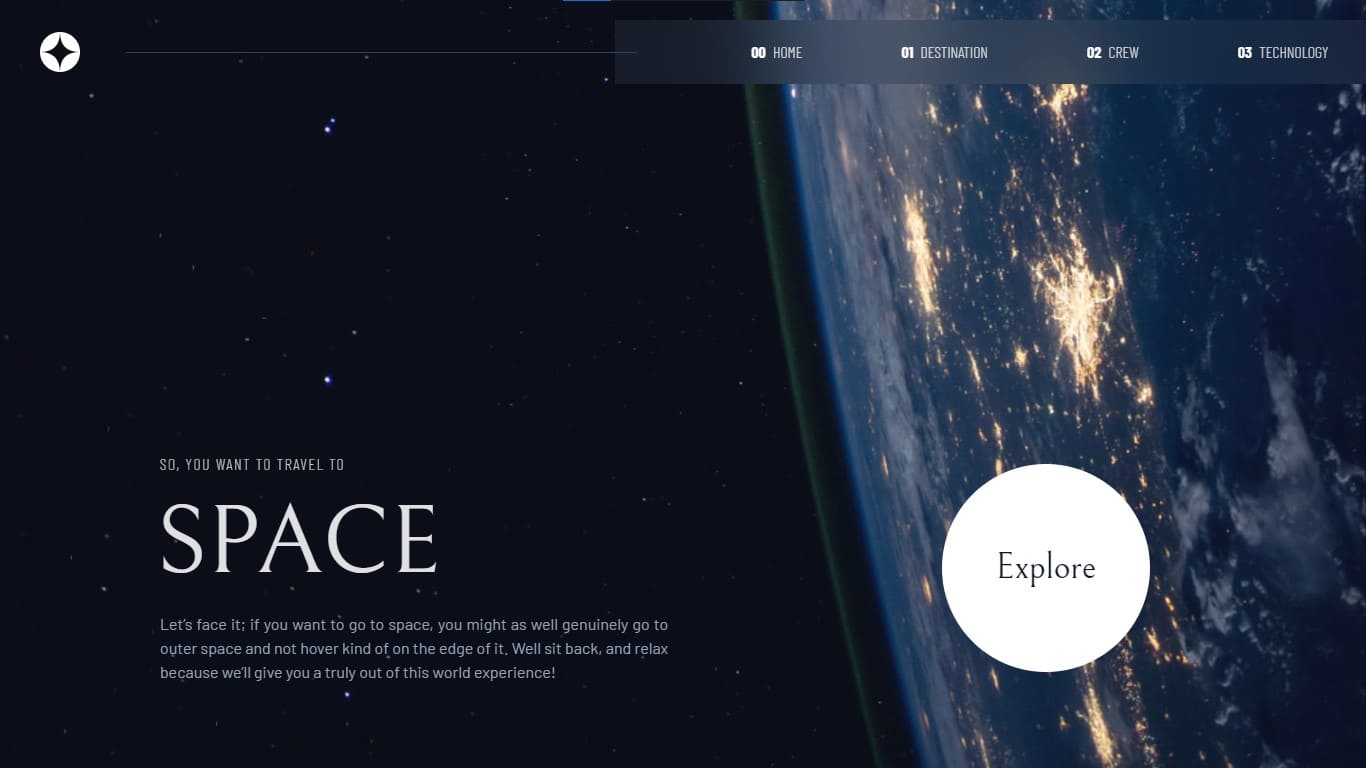 00 HOME 01 DESTINATION 02 CREW 03 TECHNOLOGY
SO, YOU WANT TO TRAVEL TO
SPACE
Let’s face it; if you want to go to space, you might as well genuinely go to
outer space and not hover kind of on the edge of it. Well sit back, and relax
because we’ll give you a truly out of this world experience!
Explore